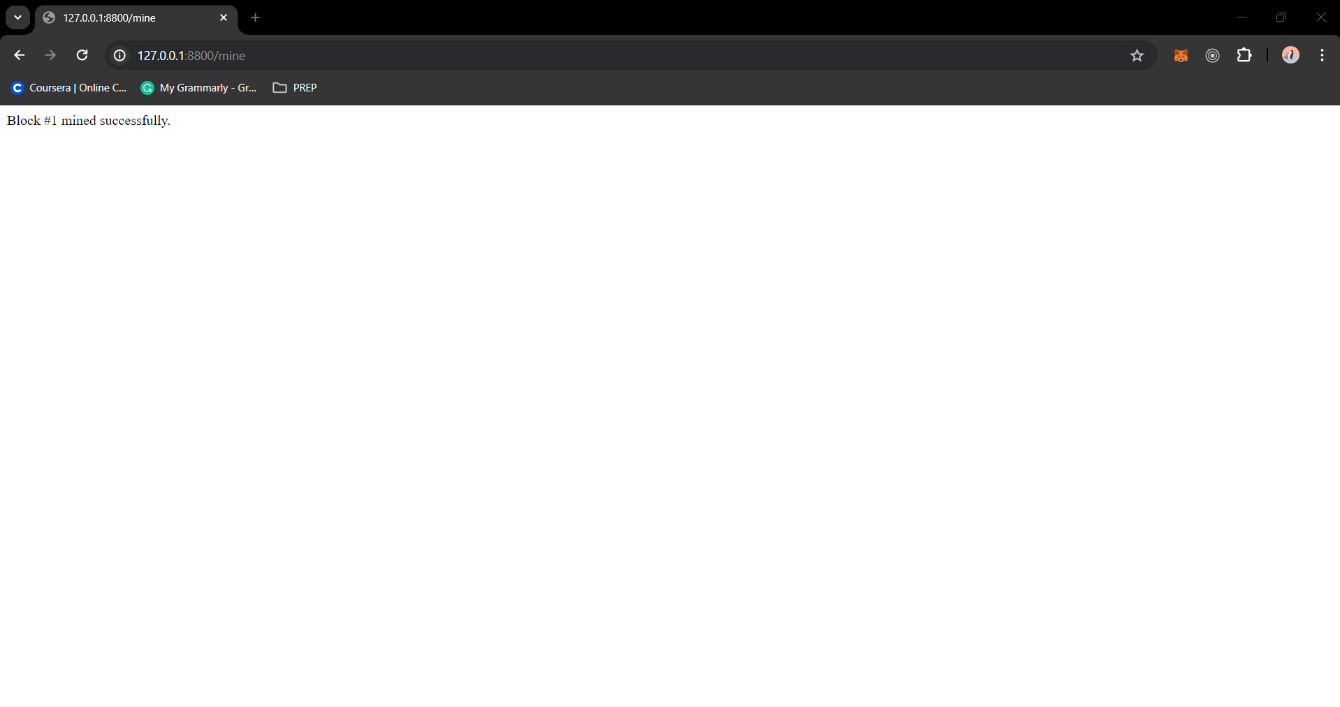 127.0.0.1:8800/mine
127.0.0.1:8800/mine
Coursera | Online C... My Grammarly - Gr... PREP
Block #1 mined successfully.